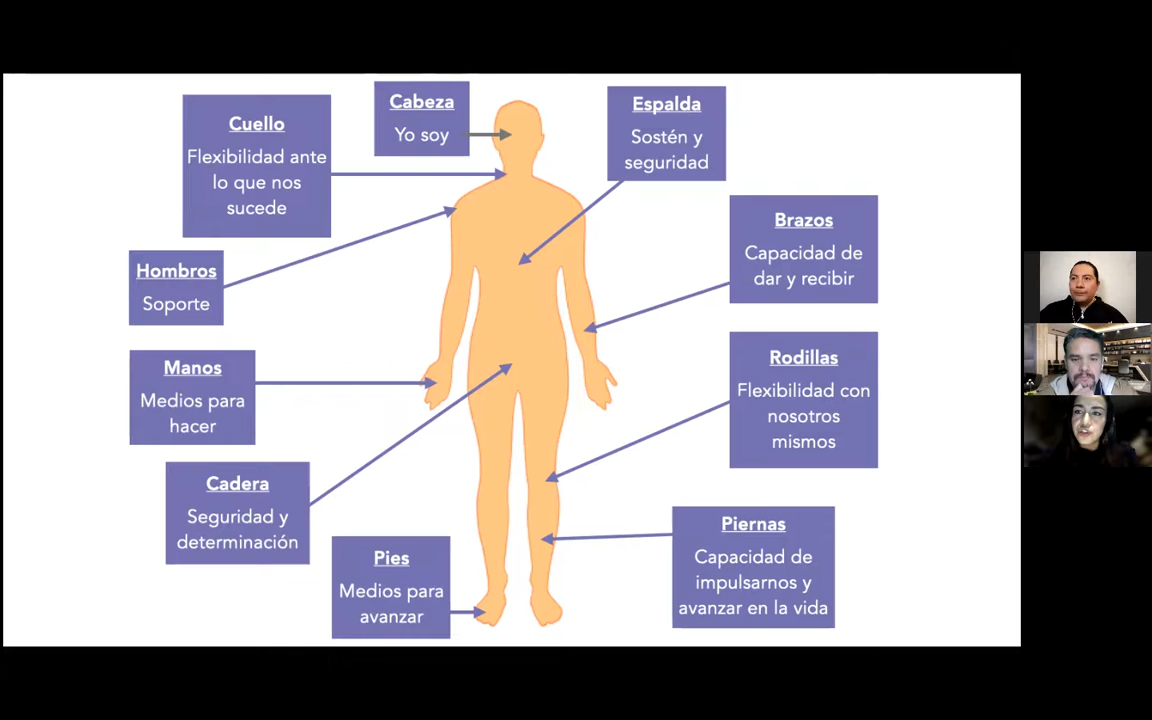 Cabeza
Yo soy
Espalda
Sostén y
seguridad
Cuello
Flexibilidad ante
lo que nos
sucede
Brazos
Capacidad de
dar y recibir
Hombros
Soporte
Manos
Medios para
hacer
Rodillas
Flexibilidad con
nosotros
mismos
Cadera
Seguridad y
determinación
Pies
Medios para
avanzar
Piernas
Capacidad de
impulsarnos y
avanzar en la vida